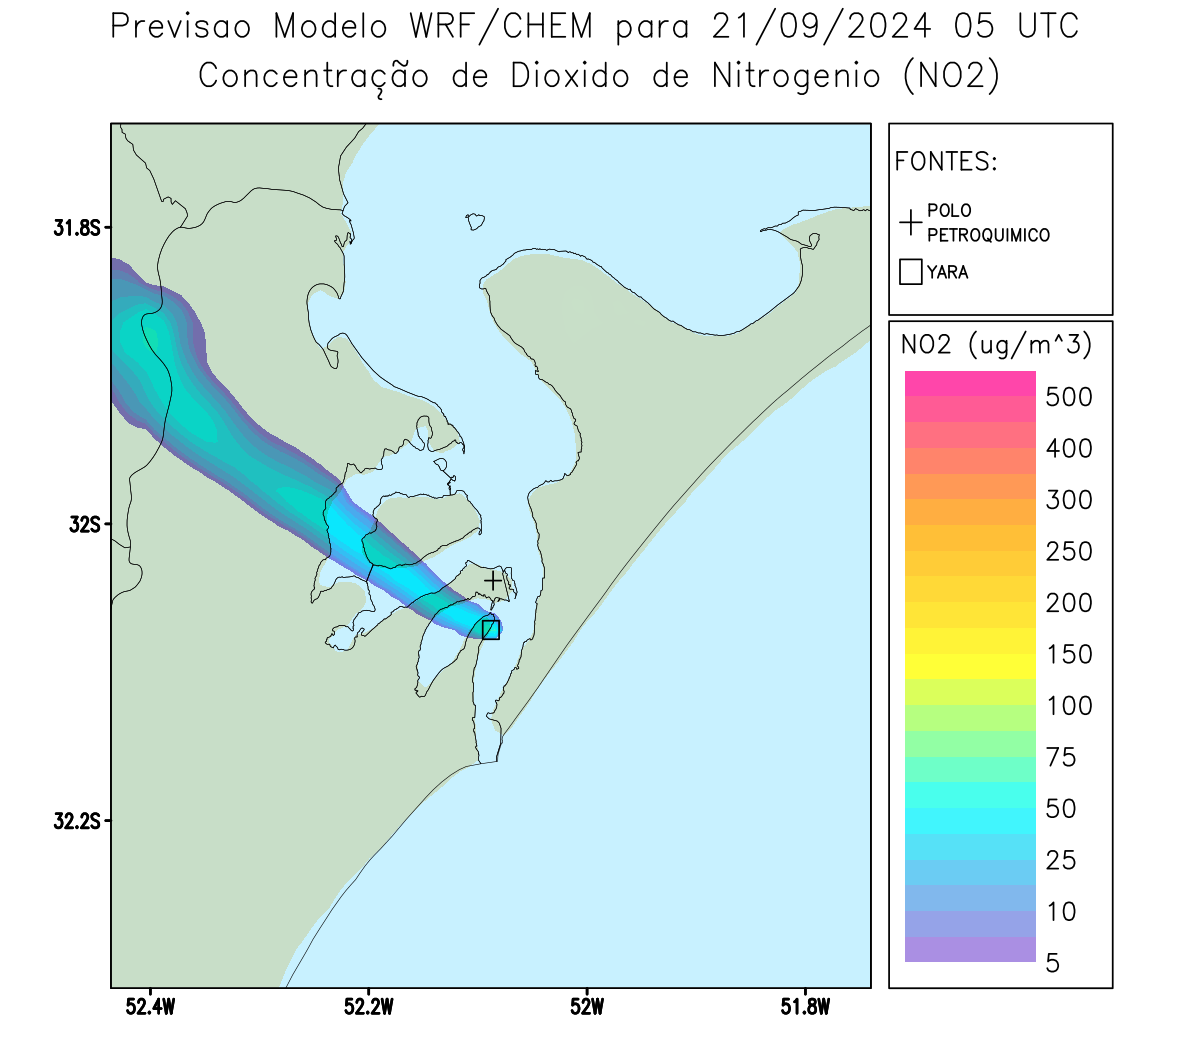 Previsao Modelo WRF/CHEM para 21/09/2024 05 UTC
Concentração de Dioxido de Nitrogenio (NO2)
FONTES:
POLO
PETROQUIMICO
YARA
NO2 (ug/m^3)
500
400
300
250
200
150
100
75
50
25
10
5
31.8S
32S
32.2S
52.4W
52.2W
52W
51.8W